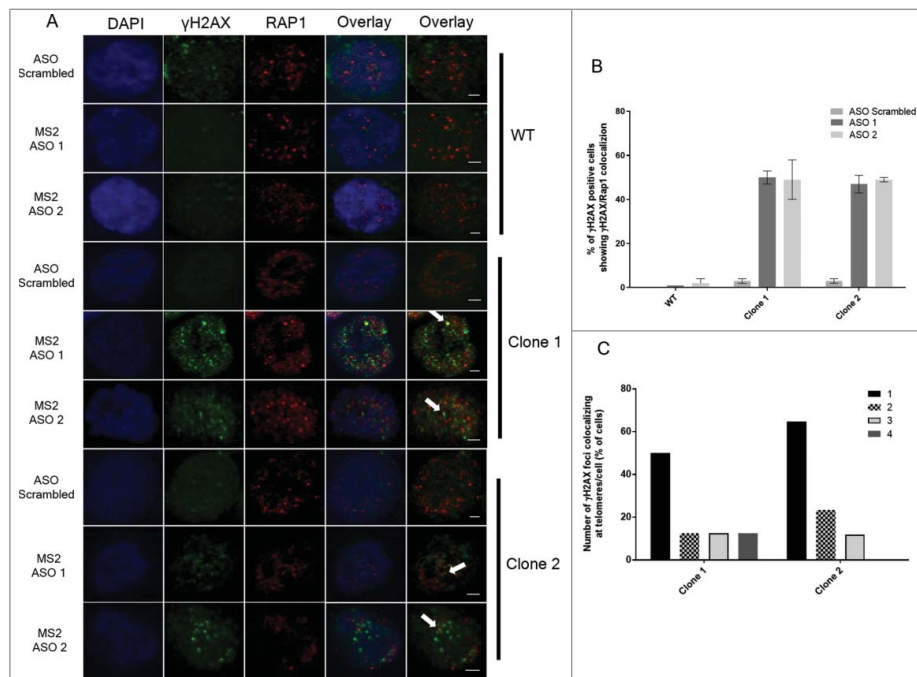 A
DAPI γH2AX RAP1 Overlay Overlay
ASO
Scrambled
MS2
ASO 1
MS2
ASO 2
WT
ASO
Scrambled
MS2
ASO 1
MS2
ASO 2
Clone 1
ASO
Scrambled
MS2
ASO 1
MS2
ASO 2
Clone 2
B
% of γH2AX positive cells
showing γH2AX/Rap1 colocalizion
80
60
40
20
0
WT Clone 1 Clone 2
ASO Scrambled
ASO 1
ASO 2
C
Number of γH2AX foci colocalizing
at telomeres/cell (% of cells)
80
60
40
20
0
Clone 1 Clone 2
1
2
3
4